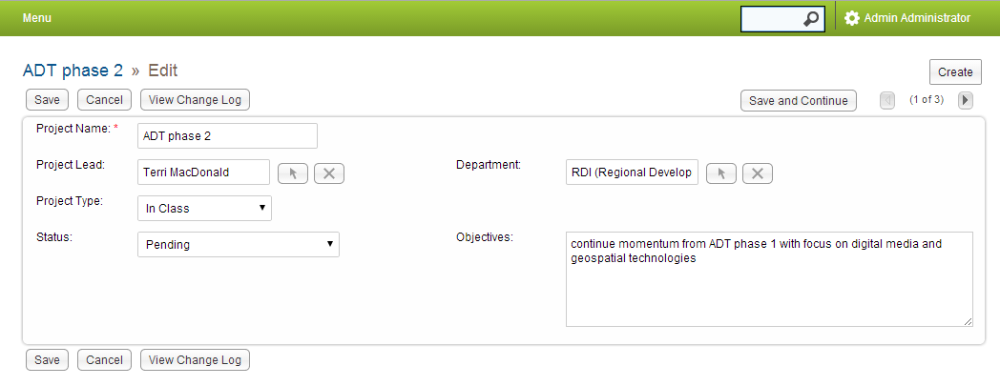 Menu
Admin Administrator
ADT phase 2 » Edit
Create
Save Cancel View Change Log Save and Continue (1 of 3)
Project Name: * ADT phase 2
Project Lead: Terri MacDonald Department: RDI (Regional Develop
Project Type: In Class
Status: Pending Objectives: continue momentum from ADT phase 1 with focus on digital media and
geospatial technologies
Save Cancel View Change Log